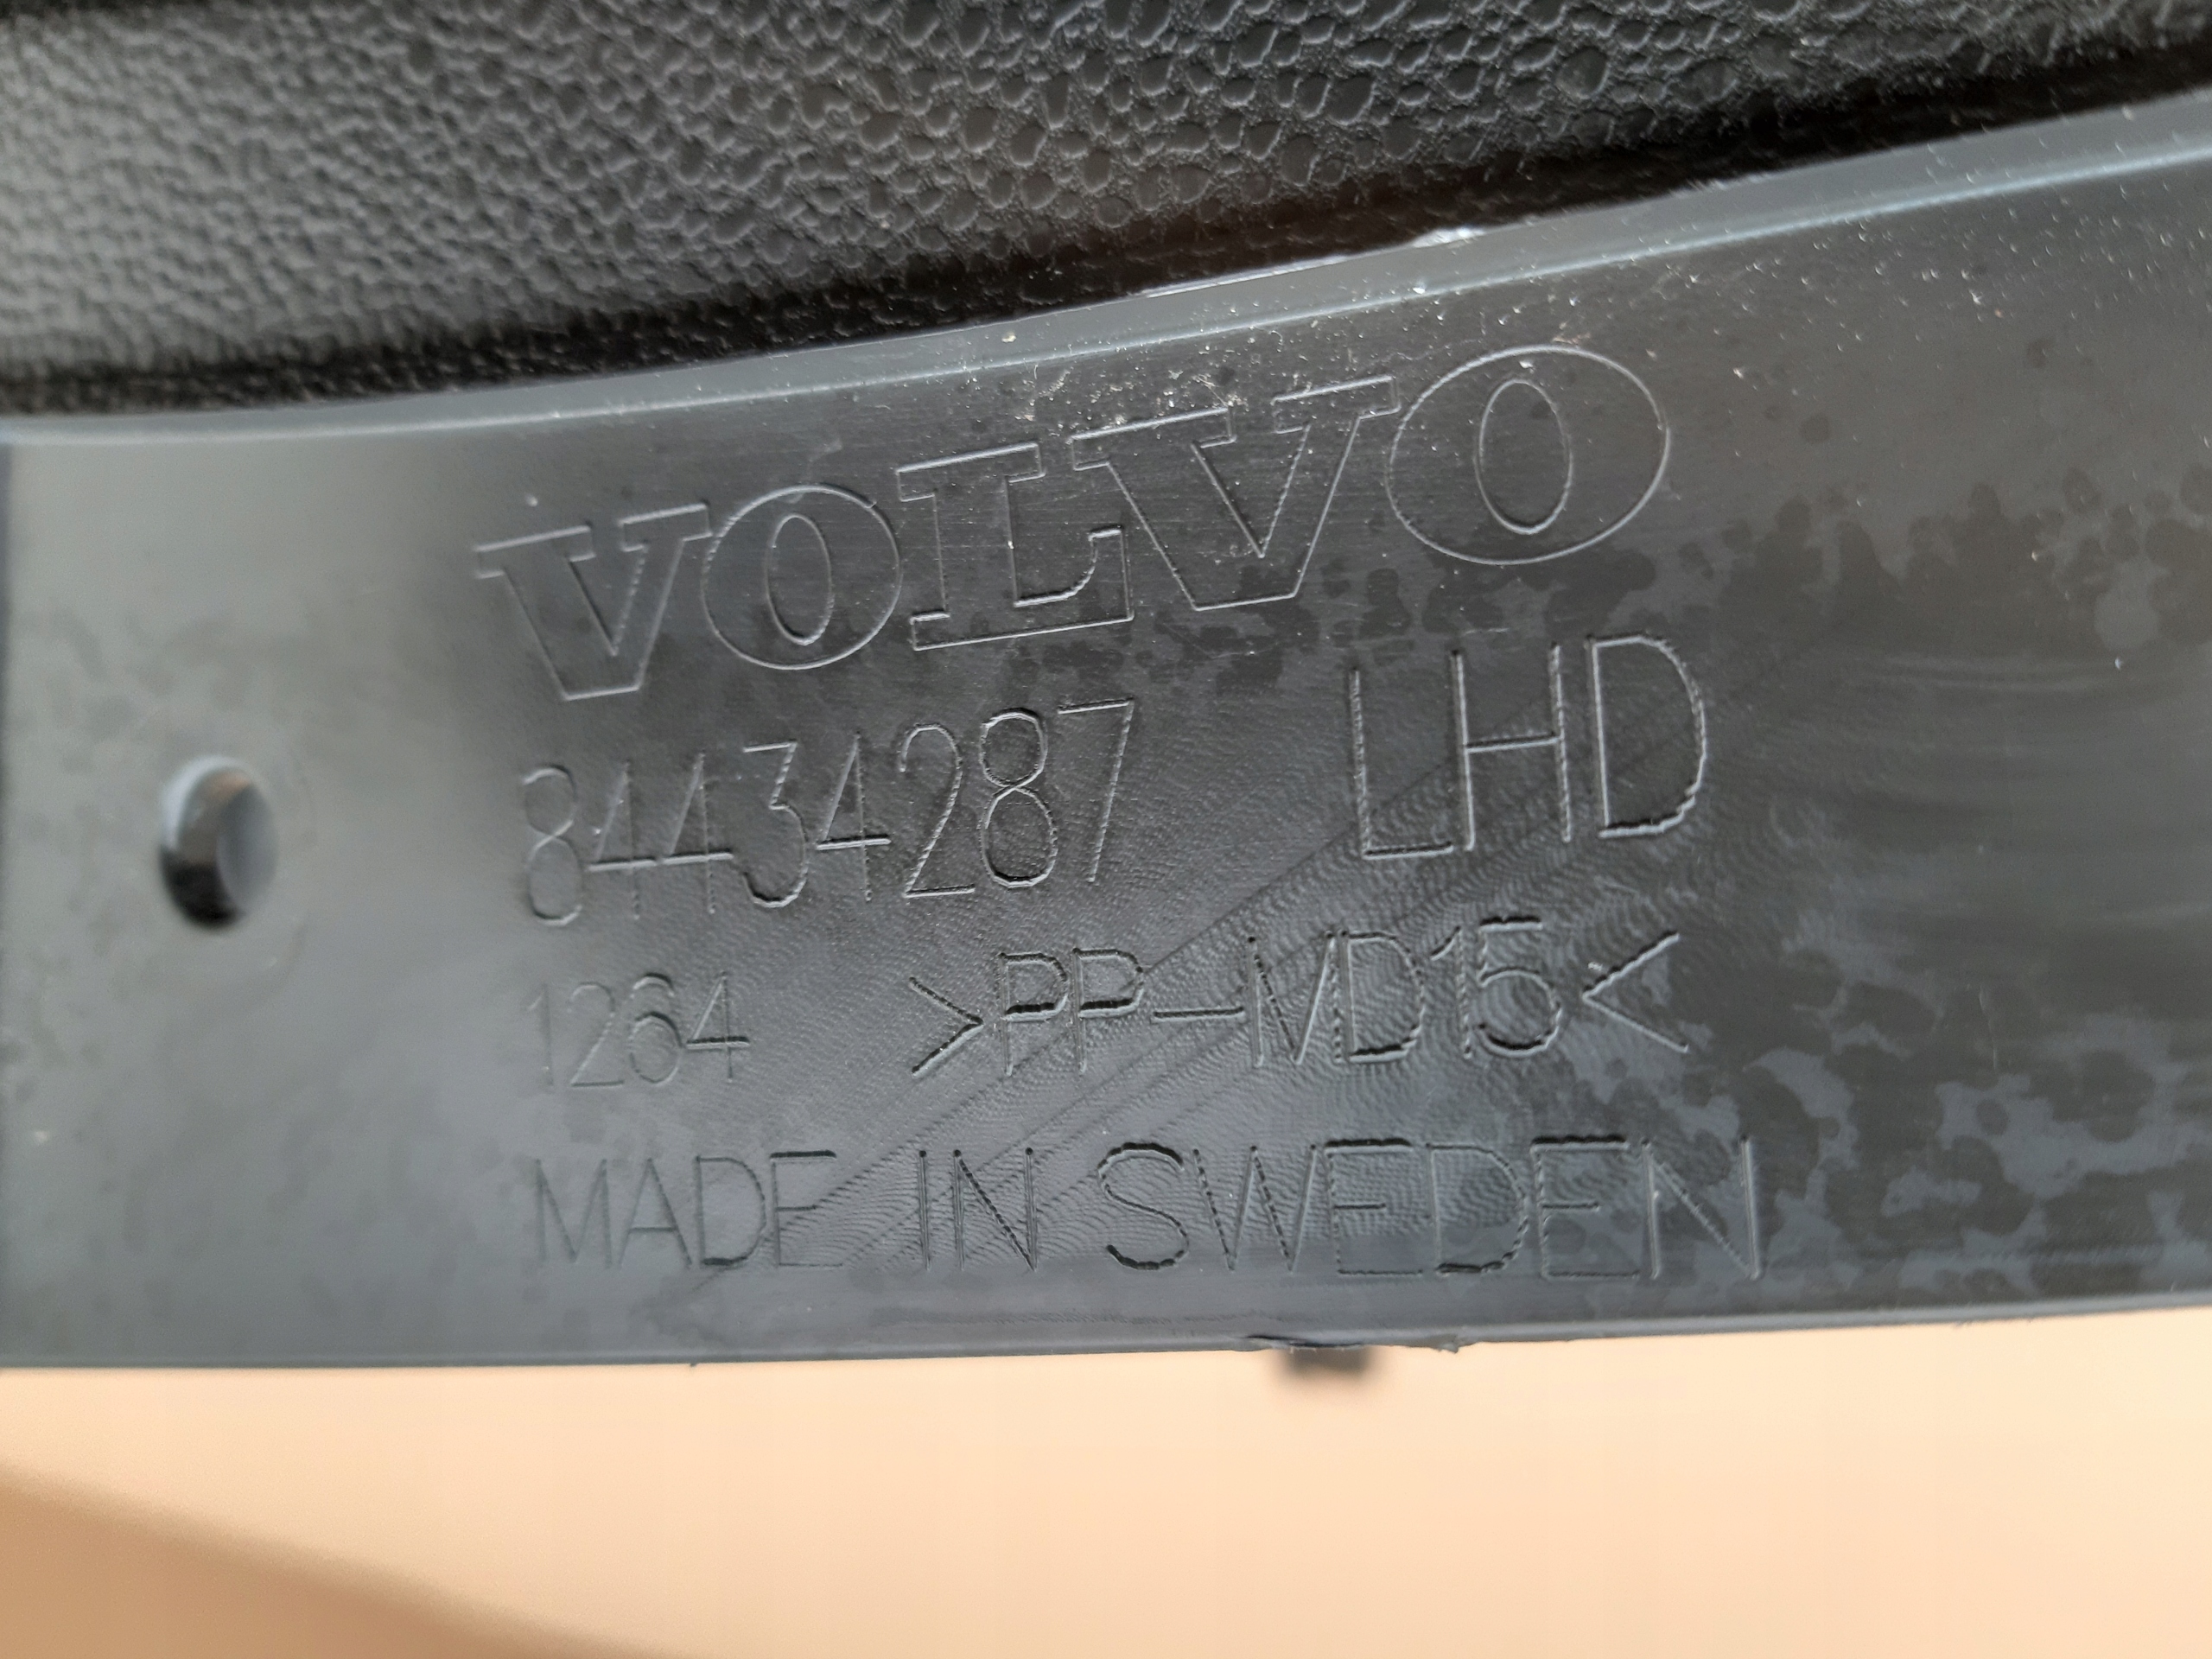 VOLVO
84434287 LHD
1264 >PP-MD15<
MADE IN SWEDEN